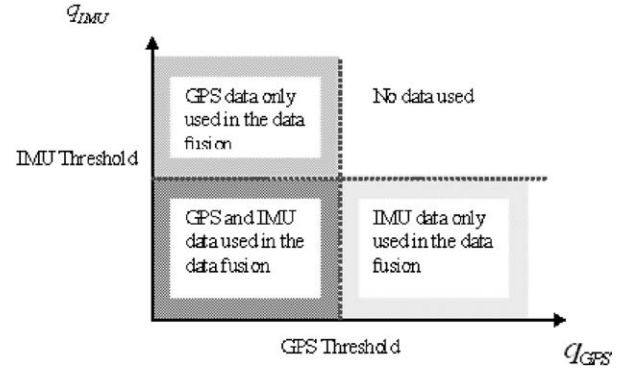 q_IMU
GPS data only
used in the data
fusion
No data used
IMU Threshold
GPS and IMU
data used in the
data fusion
IMU data only
used in the data
fusion
GPS Threshold
q_GPS